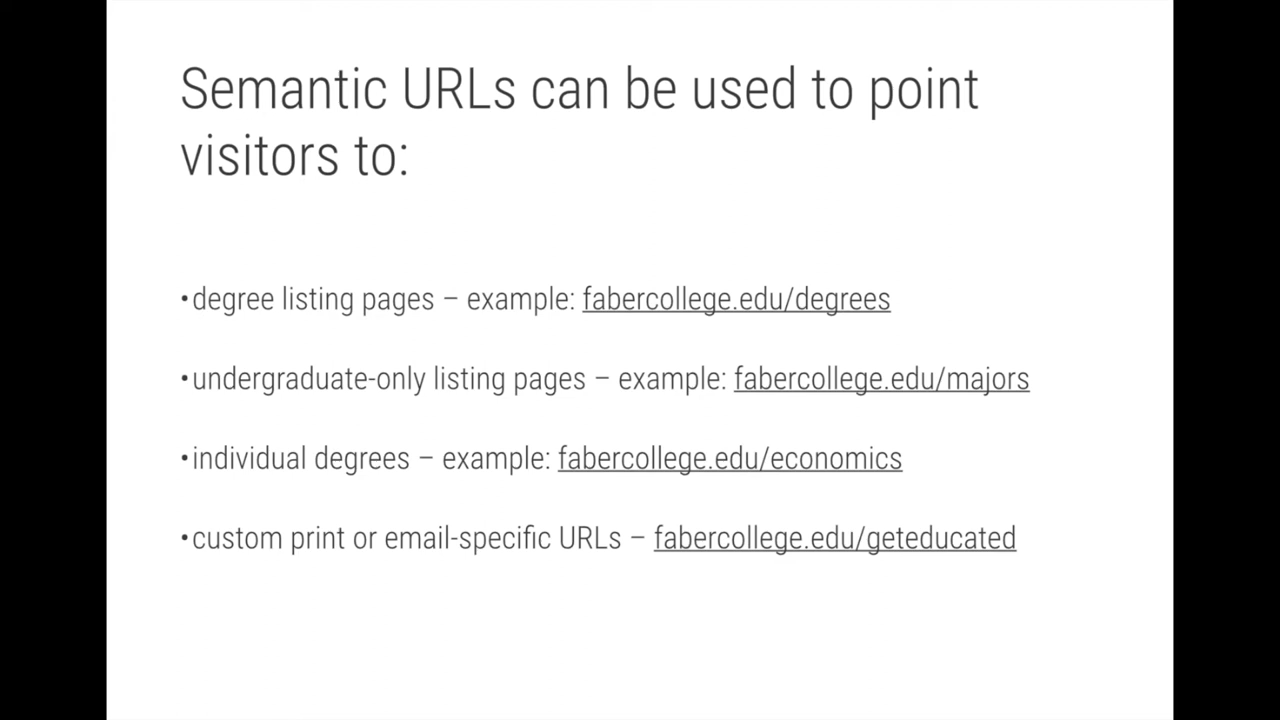 Semantic URLs can be used to point
visitors to:
•degree listing pages – example: fabercollege.edu/degrees
•undergraduate-only listing pages – example: fabercollege.edu/majors
•individual degrees – example: fabercollege.edu/economics
•custom print or email-specific URLs – fabercollege.edu/geteducated